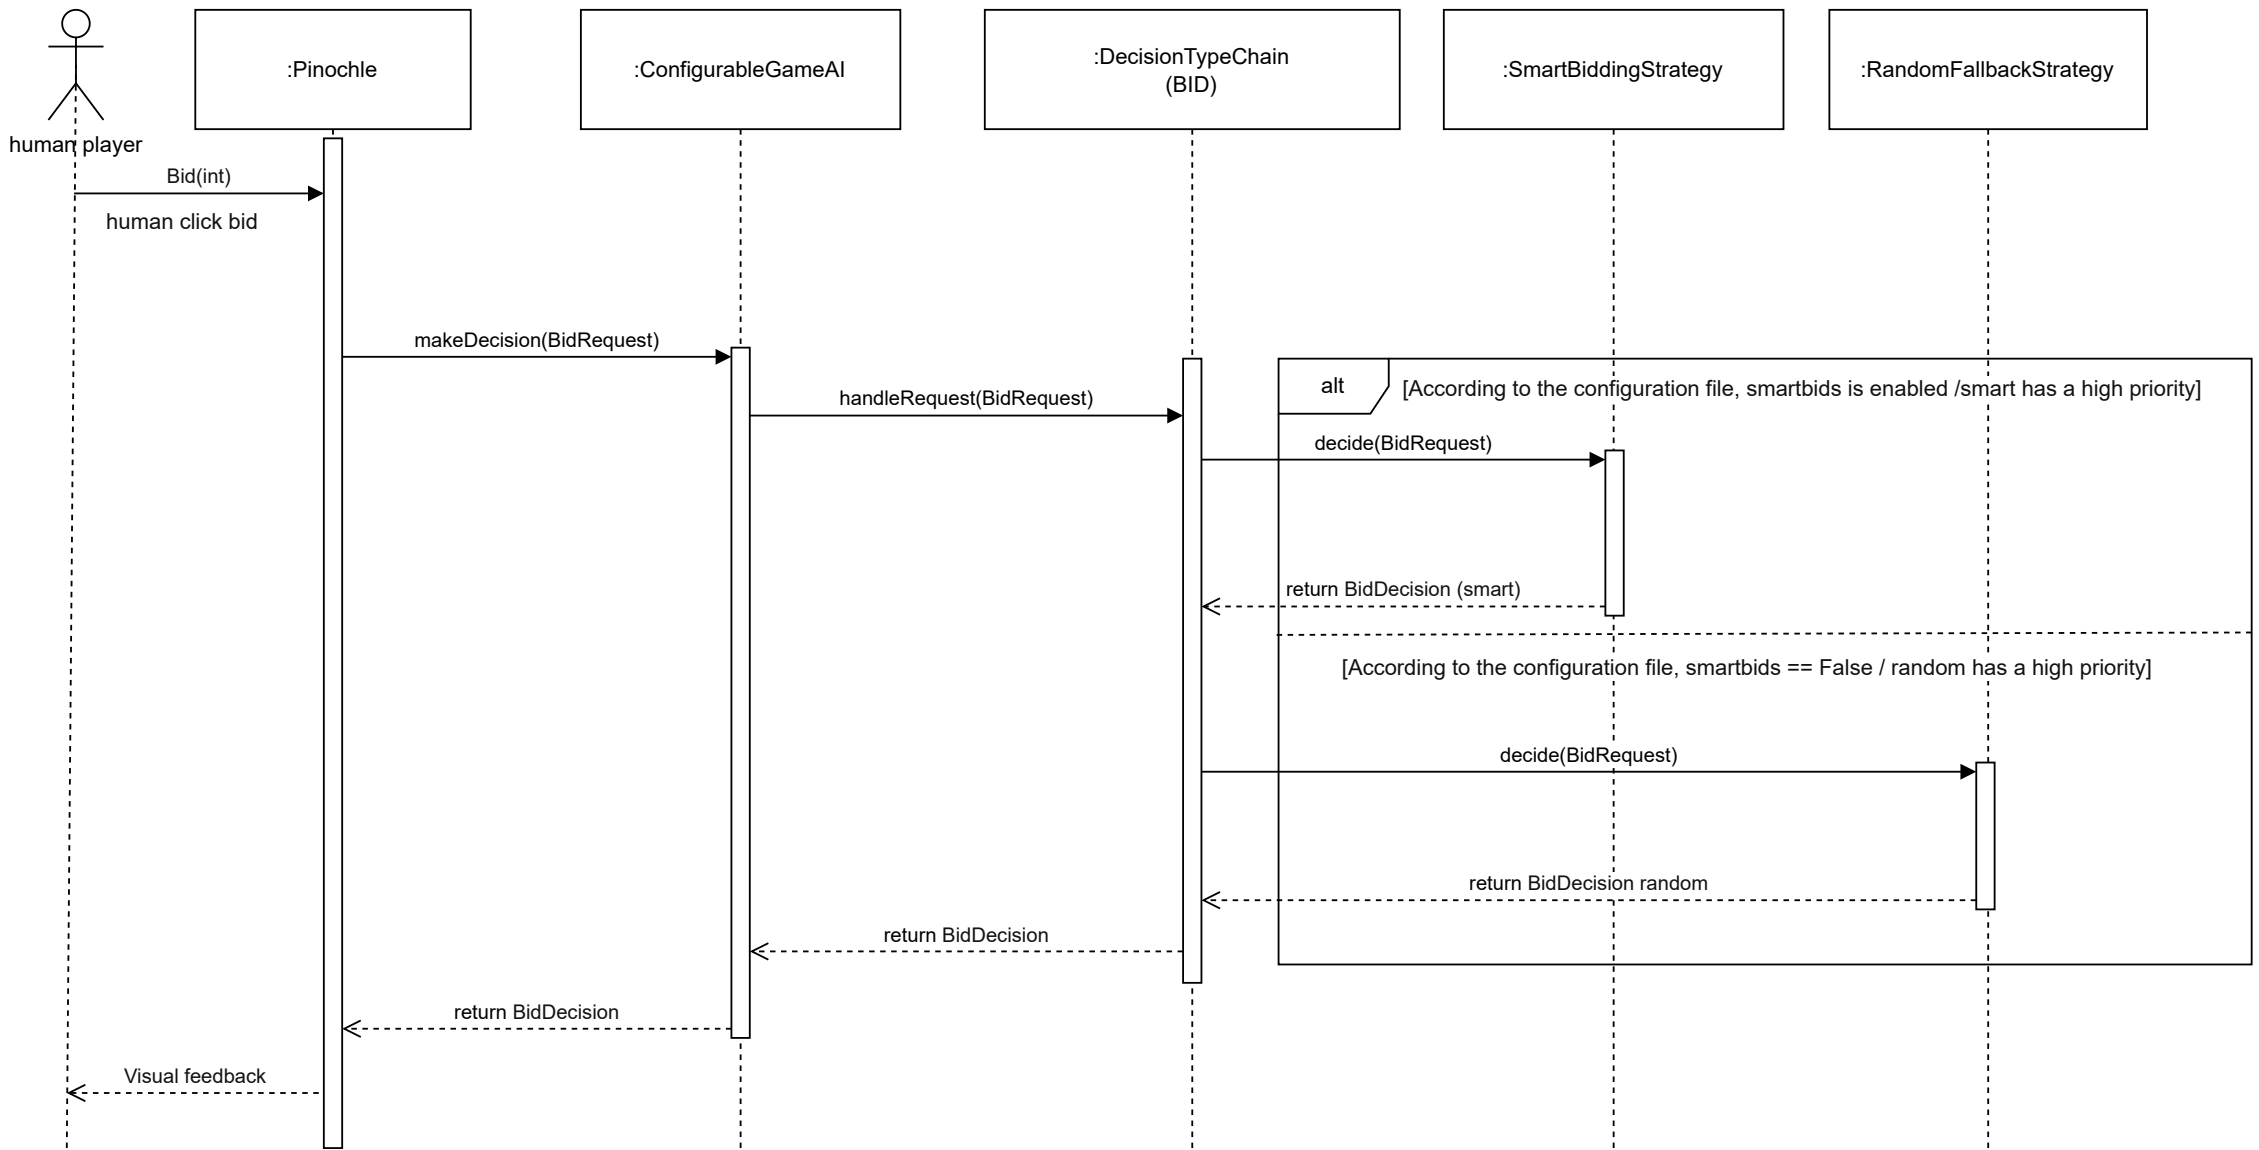 :Pinochle
:ConfigurableGameAI
:DecisionTypeChain
(BID)
:SmartBiddingStrategy
:RandomFallbackStrategy
human player
Bid(int)
human click bid
makeDecision(BidRequest)
handleRequest(BidRequest)
alt
[According to the configuration file, smartbids is enabled /smart has a high priority]
decide(BidRequest)
return BidDecision (smart)
[According to the configuration file, smartbids == False / random has a high priority]
decide(BidRequest)
return BidDecision random
return BidDecision
return BidDecision
Visual feedback